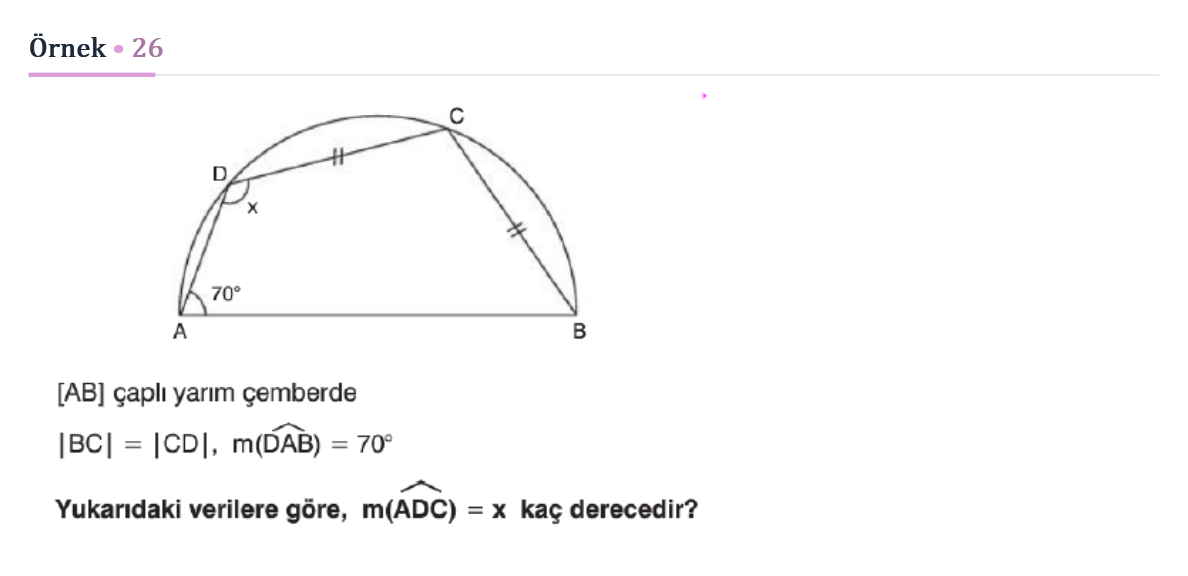 Örnek • 26
C
D
x
70°
A
B
[AB] çaplı yarım çemberde
|BC| = |CD|, m(DAB) = 70°
Yukarıdaki verilere göre, m(ADC) = x kaç derecedir?